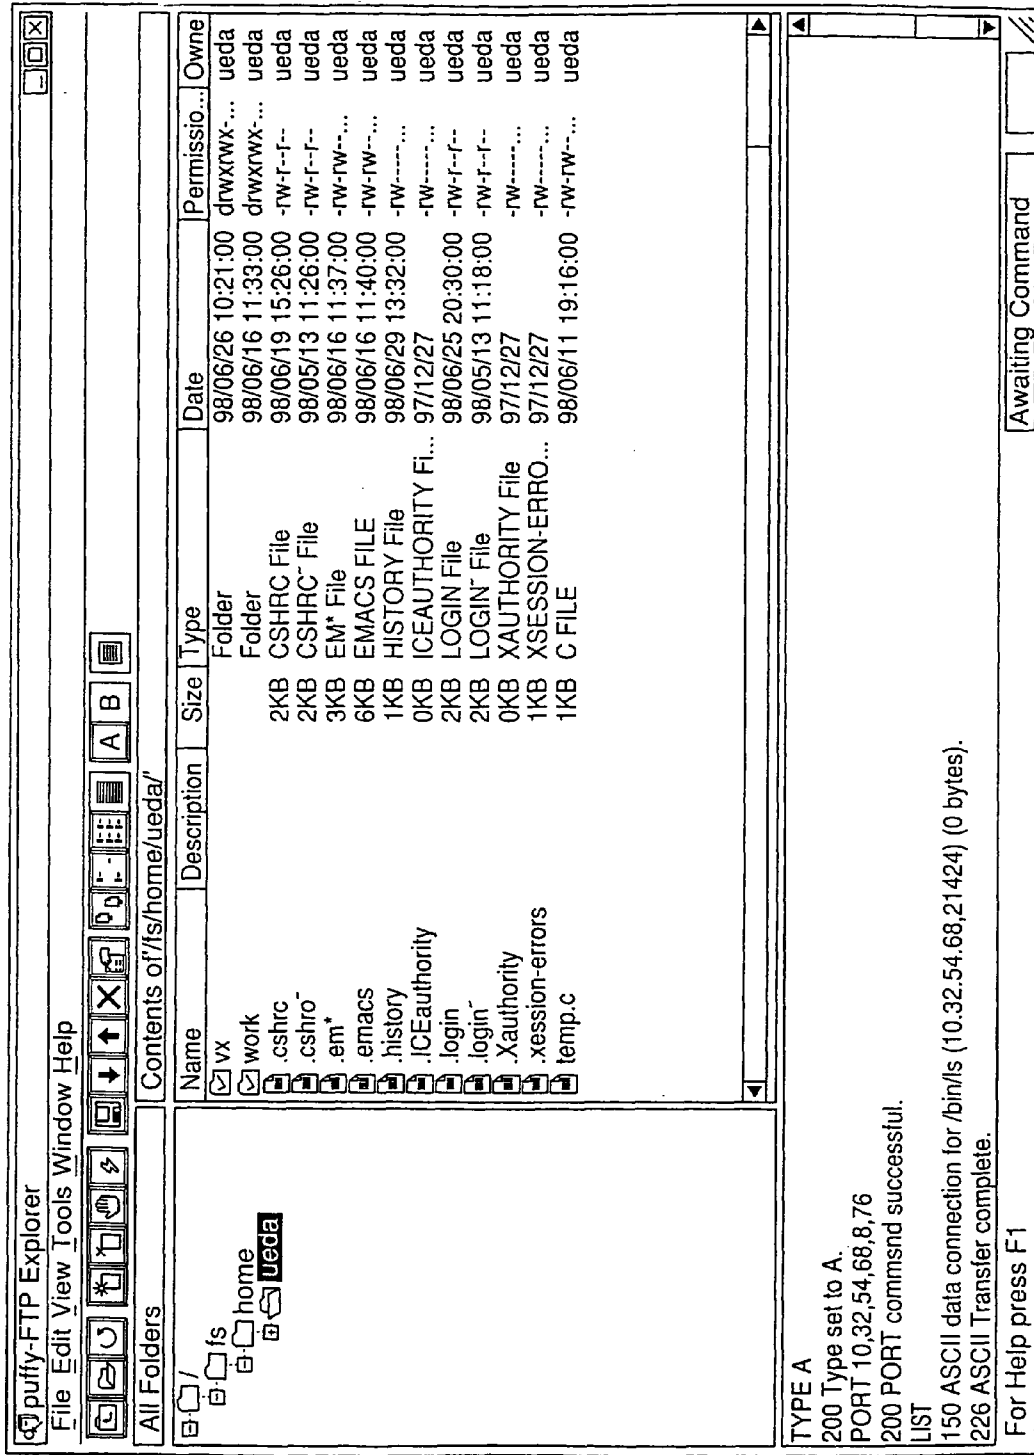 puffy-FTP Explorer
File Edit View Tools Window Help
A B
All Folders
Contents of'/fs/home/ueda/'
/
fs
home
ueda
Name Description Size Type Date Permissio... Owne
vx Folder 98/06/26 10:21:00 drwxrwx-... ueda
work Folder 98/06/16 11:33:00 drwxrwx-... ueda
.cshrc 2KB CSHRC File 98/06/19 15:26:00 -rw-r--r-- ueda
.cshro~ 2KB CSHRC~ File 98/05/13 11:26:00 -rw-r--r-- ueda
.em* 3KB EM* File 98/06/16 11:37:00 -rw-rw--... ueda
.emacs 6KB EMACS FILE 98/06/16 11:40:00 -rw-rw--... ueda
.history 1KB HISTORY File 98/06/29 13:32:00 -rw-----... ueda
.ICEauthority 0KB ICEAUTHORITY Fi... 97/12/27 -rw-----... ueda
.login 2KB LOGIN File 98/06/25 20:30:00 -rw-r--r-- ueda
.login~ 2KB LOGIN~ File 98/05/13 11:18:00 -rw-r--r-- ueda
.Xauthority 0KB XAUTHORITY File 97/12/27 -rw-----... ueda
.xession-errors 1KB XSESSION-ERRO... 97/12/27 -rw-----... ueda
temp.c 1KB C FILE 98/06/11 19:16:00 -rw-rw--... ueda
TYPE A
200 Type set to A.
PORT 10,32,54,68,8,76
200 PORT commsnd successful.
LIST
150 ASCII data connection for /bin/ls (10.32.54.68,21424) (0 bytes).
226 ASCII Transfer complete.
For Help press F1
Awaiting Command